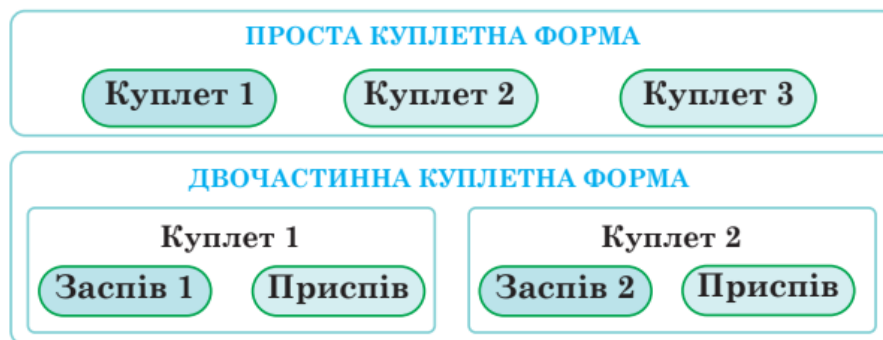 ПРОСТА КУПЛЕТНА ФОРМА
Куплет 1 Куплет 2 Куплет 3
ДВОЧАСТИННА КУПЛЕТНА ФОРМА
Куплет 1 Куплет 2
Заспів 1 Приспів Заспів 2 Приспів